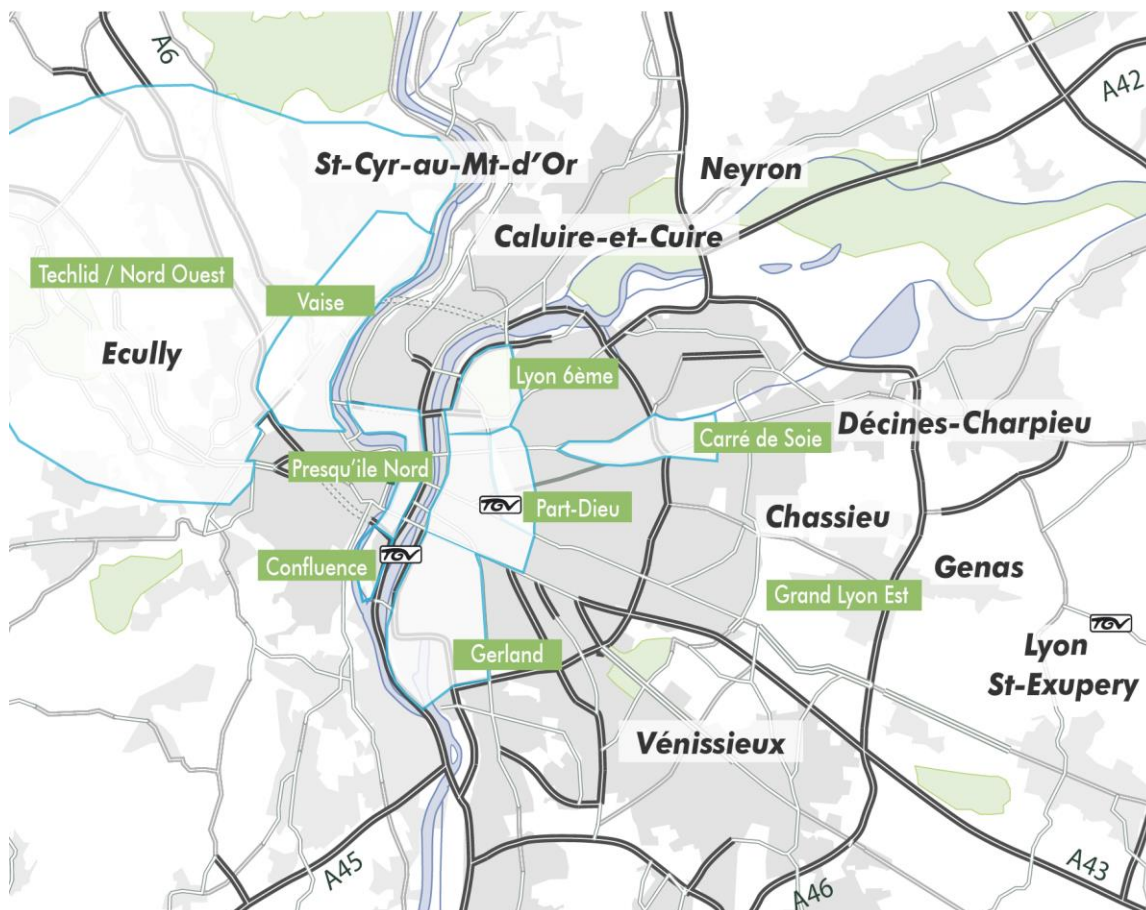 A6
A42
St-Cyr-au-Mt-d'Or
Neyron
Caluire-et-Cuire
Techlid / Nord Ouest
Vaise
Ecully
Lyon 6ème
Carré de Soie
Décines-Charpieu
Presqu'ile Nord
TGV
Part-Dieu
Chassieu
TGV
Confluence
Genas
Grand Lyon Est
TGV
Gerland
Lyon
St-Exupery
Vénissieux
A45
A46
A43